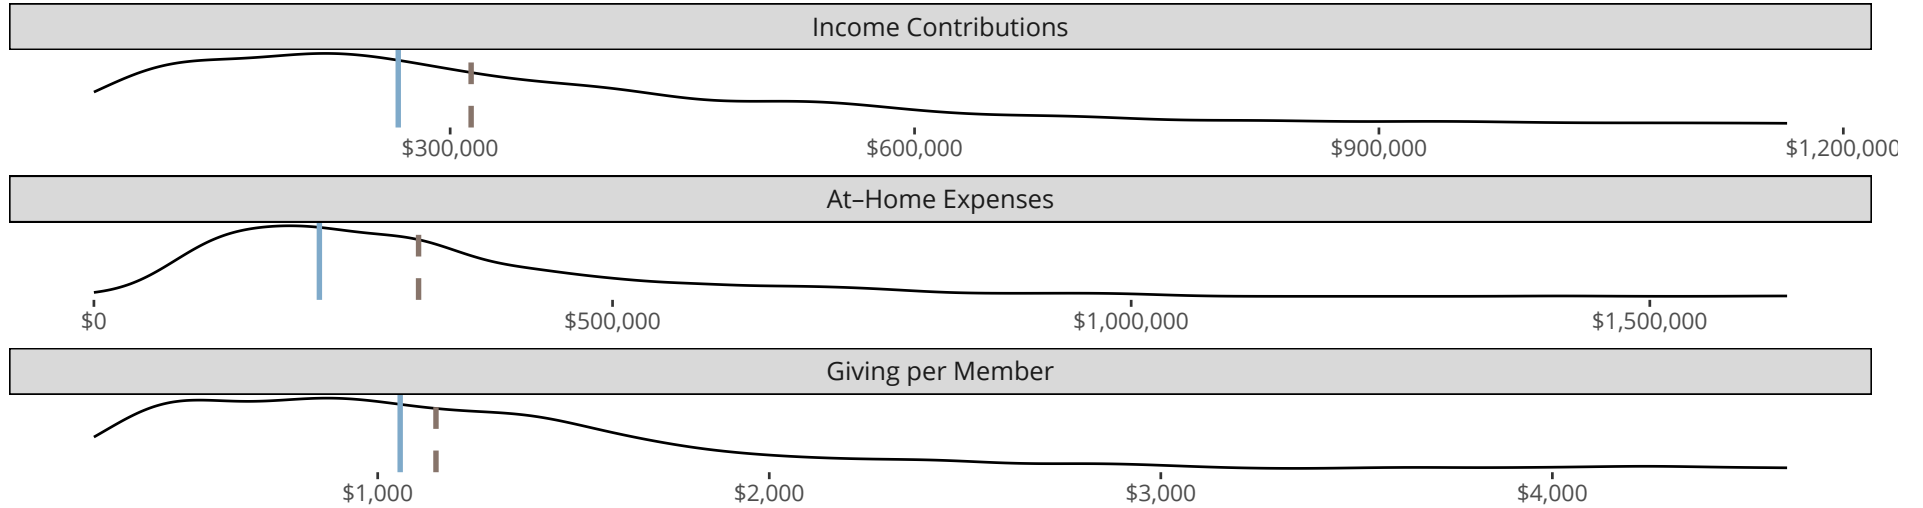 Income Contributions
$300,000 $600,000 $900,000 $1,200,000
At–Home Expenses
$0 $500,000 $1,000,000 $1,500,000
Giving per Member
$1,000 $2,000 $3,000 $4,000